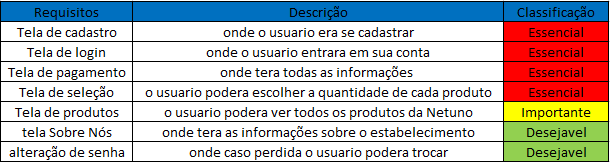 Requisitos Descrição Classificação
Tela de cadastro onde o usuario era se cadastrar Essencial
Tela de login onde o usuario entrara em sua conta Essencial
Tela de pagamento onde tera todas as informações Essencial
Tela de seleção o usuario podera escolher a quantidade de cada produto Essencial
Tela de produtos o usuario podera ver todos os produtos da Netuno Importante
tela Sobre Nós onde tera as informações sobre o estabelecimento Desejavel
alteração de senha onde caso perdida o usuario podera trocar Desejavel